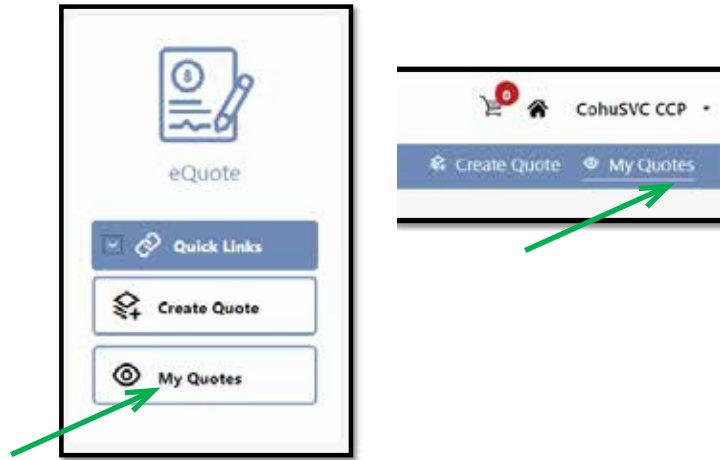 eQuote
Quick Links
Create Quote
My Quotes
0
CohuSVC CCP
Create Quote
My Quotes